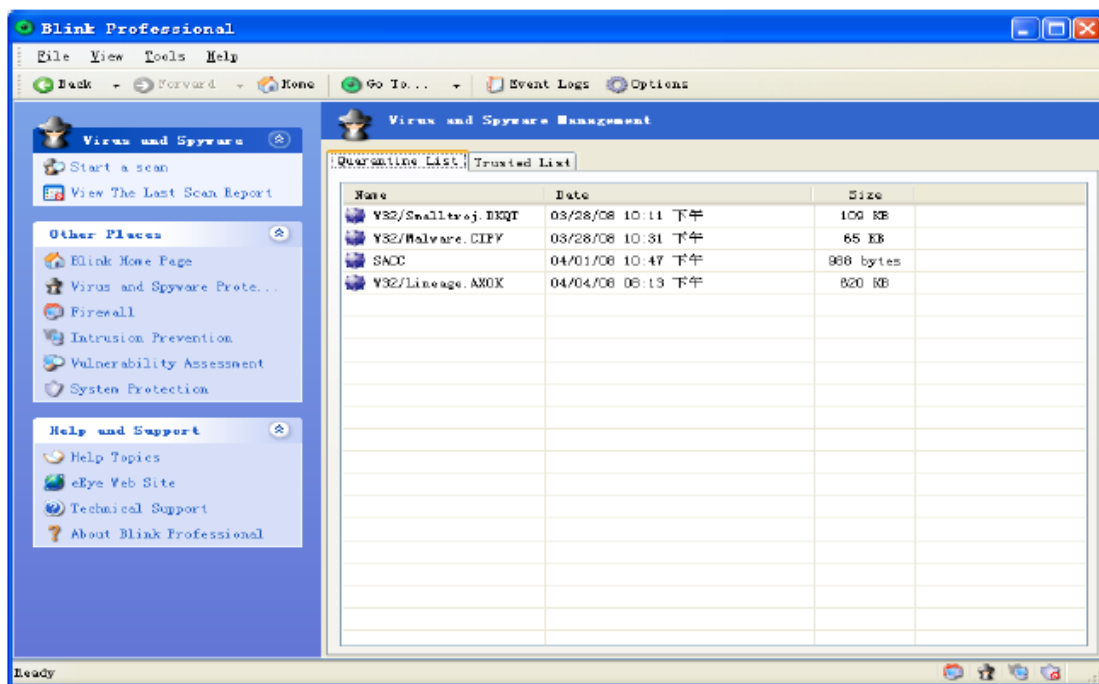 Blink Professional
File View Tools Help
Back Forward Home Go To... Event Logs Options
Virus and Spyware
Start a scan
View The Last Scan Report
Other Places
Blink Home Page
Virus and Spyware Prote...
Firewall
Intrusion Prevention
Vulnerability Assessment
System Protection
Help and Support
Help Topics
eEye Web Site
Technical Support
About Blink Professional
Virus and Spyware Management
Quarantine List Trusted List
Name Date Size
W32/Smalltroj.DKQT 03/28/08 10:11 下午 109 KB
W32/Malware.CIPY 03/28/08 10:31 下午 65 KB
SACC 04/01/08 10:47 下午 988 bytes
W32/Lineage.AXOX 04/04/08 08:13 下午 820 KB
Ready